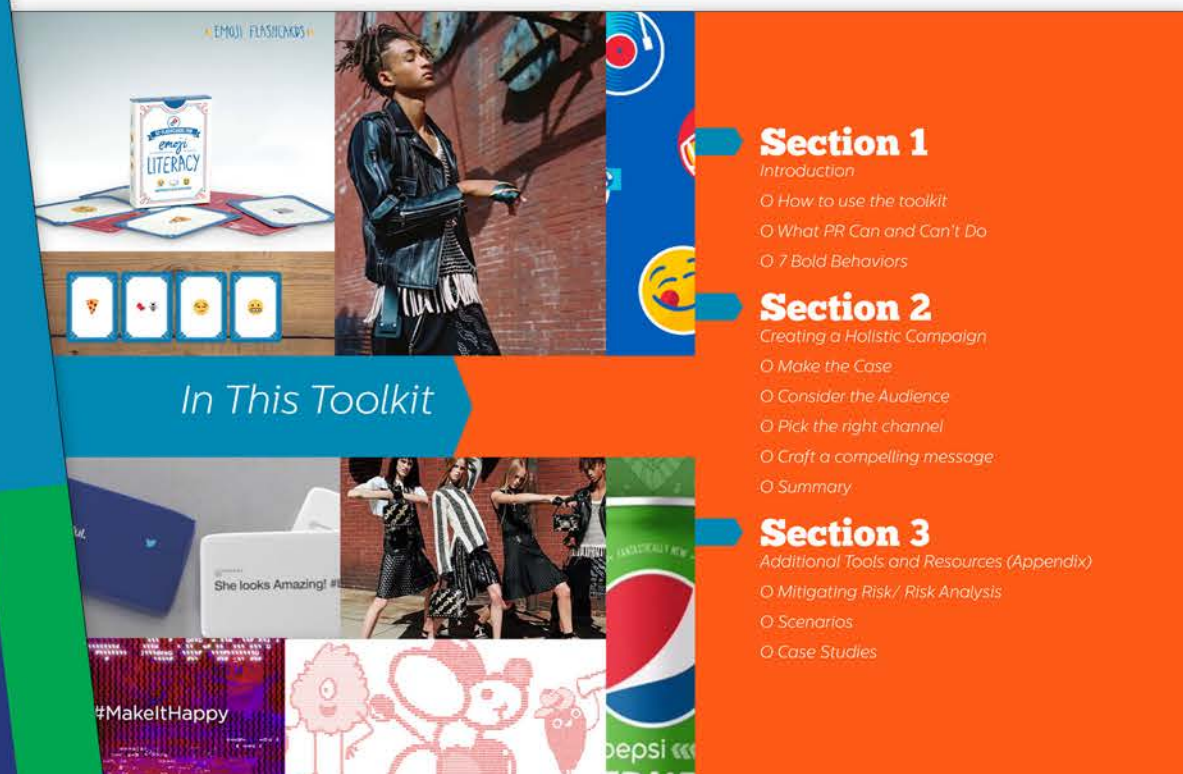 EMOJI FLASHCARDS
emoji
LITERACY
In This Toolkit
She looks Amazing!
#MakeItHappy
FANTASTICALLY NEW
pepsi
Section 1
Introduction
O How to use the toolkit
O What PR Can and Can't Do
O 7 Bold Behaviors
Section 2
Creating a Holistic Campaign
O Make the Case
O Consider the Audience
O Pick the right channel
O Craft a compelling message
O Summary
Section 3
Additional Tools and Resources (Appendix)
O Mitigating Risk/ Risk Analysis
O Scenarios
O Case Studies